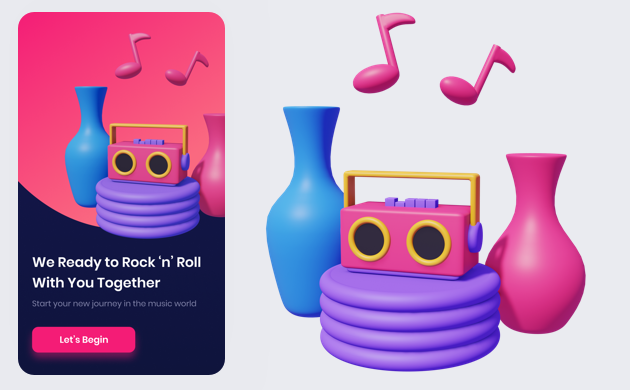 We Ready to Rock ‘n’ Roll
With You Together
Start your new journey in the music world
Let’s Begin